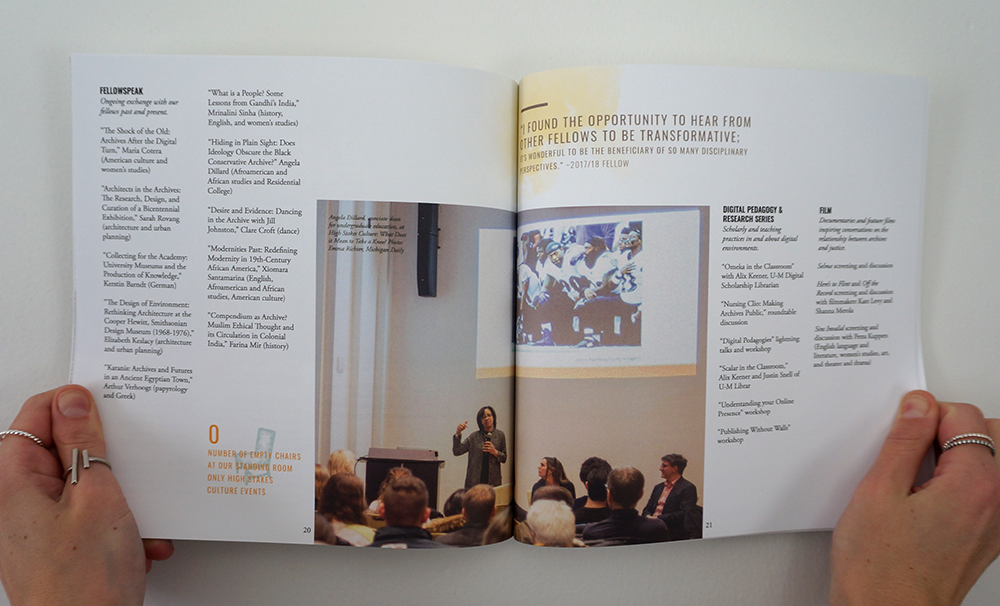 FELLOWSPEAK
Ongoing exchange with our
fellows past and present.
"The Shock of the Old:
Archives After the Digital
Turn," Maria Cotera
(American culture and
women's studies)
"Architects in the Archives:
The Research, Design, and
Curation of a Bicentennial
Exhibition," Sarah Rovang
(architecture and urban
planning)
"Collecting for the Academy:
University Museums and the
Production of Knowledge,"
Kerstin Barndt (German)
"The Design of Environment:
Rethinking Architecture at the
Cooper Hewitt, Smithsonian
Design Museum (1968-1976),"
Elizabeth Keslacy (architecture
and urban planning)
"Karanis: Archives and Futures
in an Ancient Egyptian Town,"
Arthur Verhoogt (papyrology
and Greek)
"What is a People? Some
Lessons from Gandhi's India,"
Mrinalini Sinha (history,
English, and women's studies)
"Hiding in Plain Sight: Does
Ideology Obscure the Black
Conservative Archive?" Angela
Dillard (Afroamerican and
African studies and Residential
College)
"Desire and Evidence: Dancing
in the Archive with Jill
Johnston," Clare Croft (dance)
"Modernities Past: Redefining
Modernity in 19th-Century
African America," Xiomara
Santamarina (English,
Afroamerican and African
studies, American culture)
"Compendium as Archive?
Muslim Ethical Thought and
its Circulation in Colonial
India," Farina Mir (history)
0
NUMBER OF EMPTY CHAIRS
AT OUR STANDING ROOM
ONLY HIGH STAKES
CULTURE EVENTS
Angela Dillard, associate dean
for undergraduate education, at
High Stakes Culture: What Does
it Mean to Take a Knee? Photo:
Emma Richter, Michigan Daily
20
"I FOUND THE OPPORTUNITY TO HEAR FROM
OTHER FELLOWS TO BE TRANSFORMATIVE;
IT'S WONDERFUL TO BE THE BENEFICIARY OF SO MANY DISCIPLINARY
PERSPECTIVES." –2017/18 FELLOW
DIGITAL PEDAGOGY &
RESEARCH SERIES
Scholarly and teaching
practices in and about digital
environments.
"Omeka in the Classroom"
with Alix Keener, U-M Digital
Scholarship Librarian
"Nursing Clio: Making
Archives Public," roundtable
discussion
"Digital Pedagogies" lightning
talks and workshop
"Scalar in the Classroom,"
Alix Keener and Justin Snell of
U-M Librar
"Understanding your Online
Presence" workshop
"Publishing Without Walls"
workshop
FILM
Documentaries and feature films
inspiring conversations on the
relationship between archives
and justice.
Selma screening and discussion
Here's to Flint and Off the
Record screening and discussion
with filmmakers Kate Levy and
Shanna Merola
Sins Invalid screening and
discussion with Petra Kuppers
(English language and
literature, women's studies, art,
and theater and drama)
21